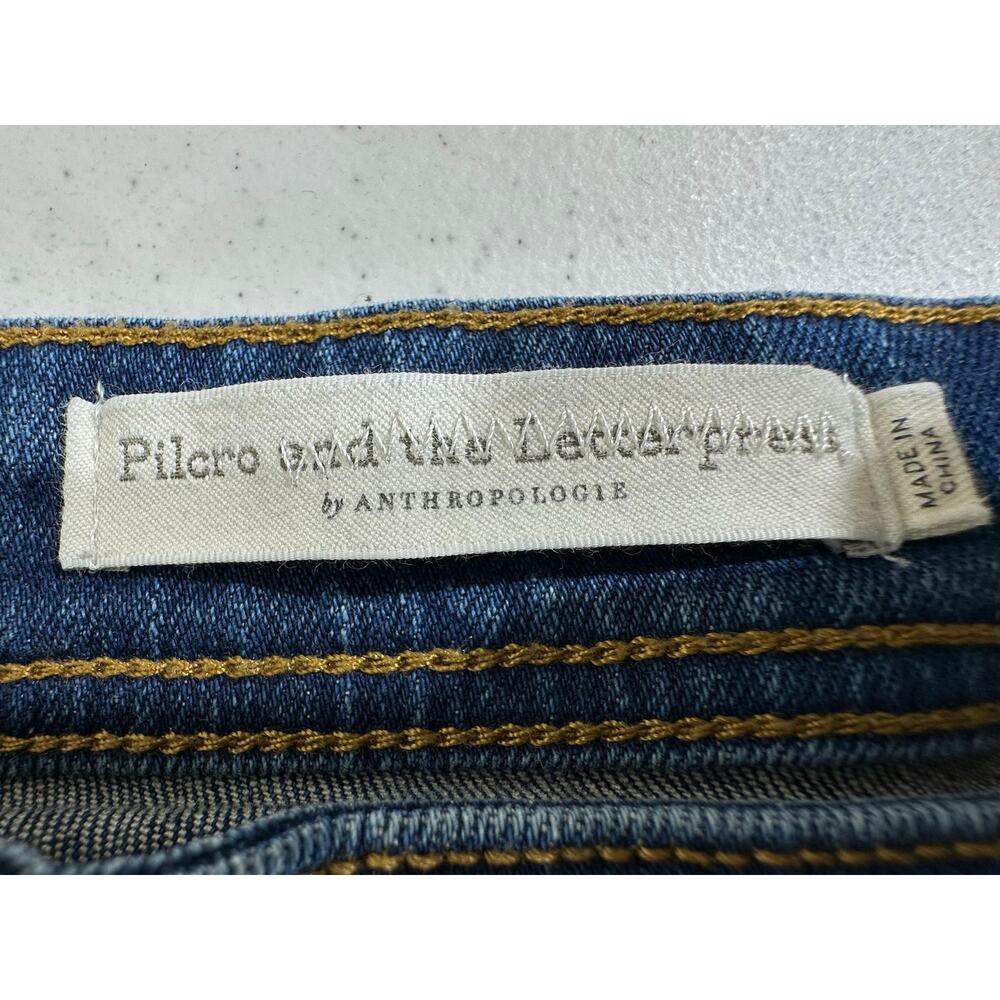 Pilcro and the Letterpress
by ANTHROPOLOGIE
MADE IN
CHINA